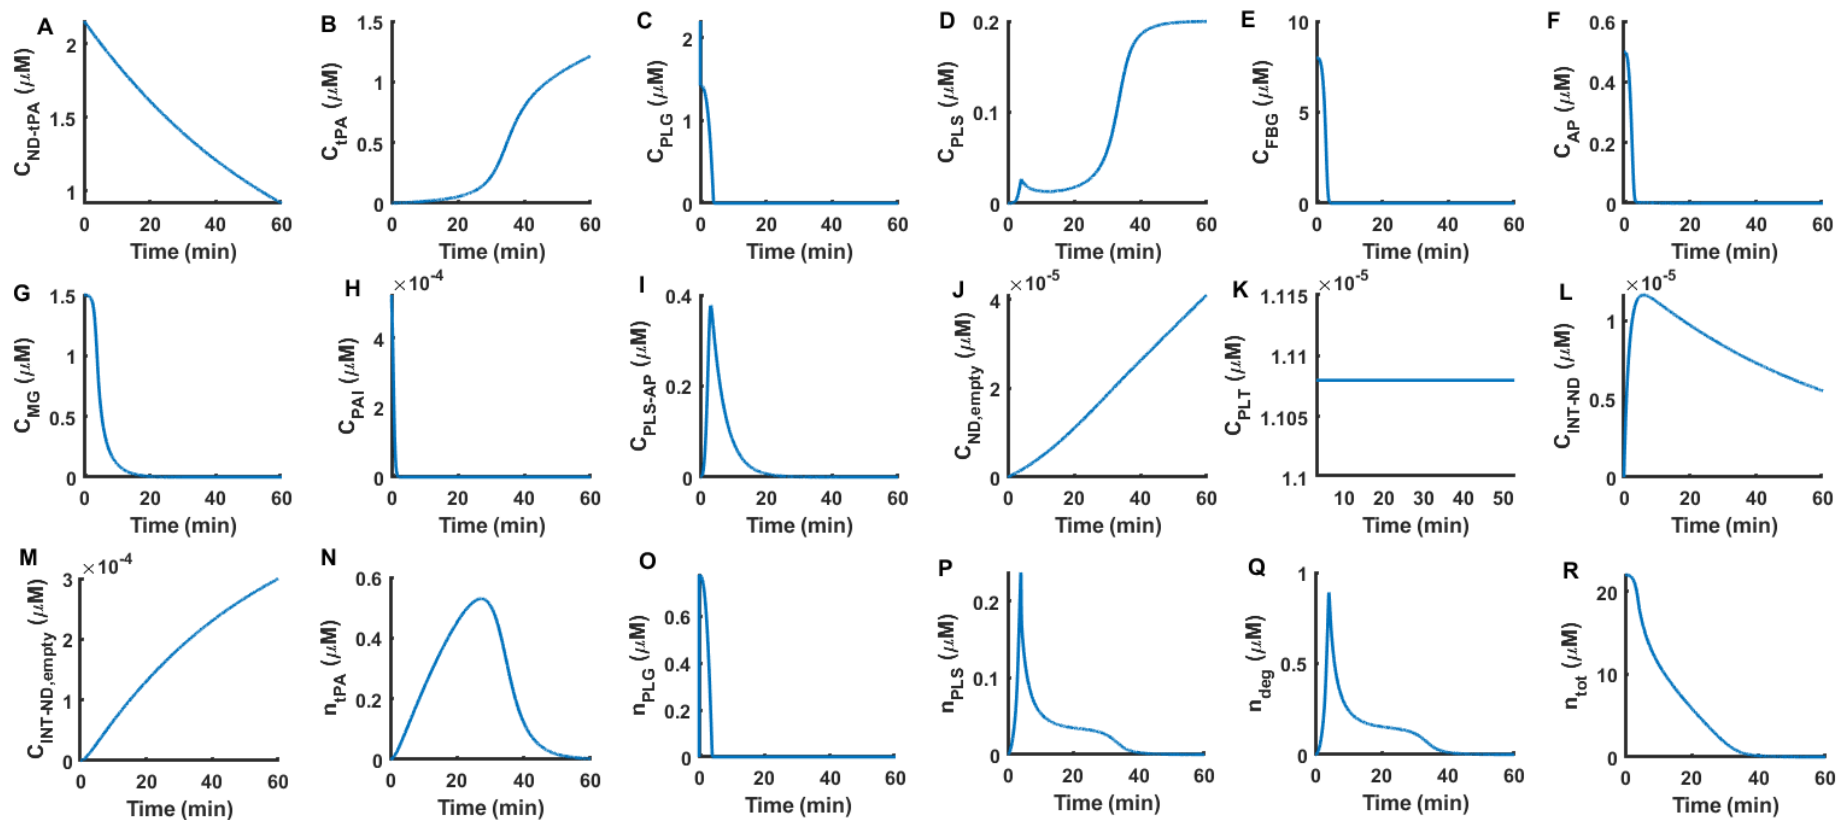 A
C_ND-tPA (μM)
2
1.5
1
0 20 40 60
Time (min)
B
C_tPA (μM)
1.5
1
0.5
0
0 20 40 60
Time (min)
C
C_PLG (μM)
2
1
0
0 20 40 60
Time (min)
D
C_PLS (μM)
0.2
0.1
0
0 20 40 60
Time (min)
E
C_FBG (μM)
10
5
0
0 20 40 60
Time (min)
F
C_AP (μM)
0.6
0.4
0.2
0
0 20 40 60
Time (min)
G
C_MG (μM)
1.5
1
0.5
0
0 20 40 60
Time (min)
H
×10^-4
C_PAI (μM)
4
2
0
0 20 40 60
Time (min)
I
C_PLS-AP (μM)
0.4
0.2
0
0 20 40 60
Time (min)
J
×10^-5
C_ND,empty (μM)
4
2
0
0 20 40 60
Time (min)
K
×10^-5
C_PLT (μM)
1.115
1.11
1.105
1.1
10 20 30 40 50
Time (min)
L
×10^-5
C_INT-ND (μM)
1
0.5
0
0 20 40 60
Time (min)
M
×10^-4
C_INT-ND,empty (μM)
3
2
1
0
0 20 40 60
Time (min)
N
n_tPA (μM)
0.6
0.4
0.2
0
0 20 40 60
Time (min)
O
n_PLG (μM)
0.6
0.4
0.2
0
0 20 40 60
Time (min)
P
n_PLS (μM)
0.2
0.1
0
0 20 40 60
Time (min)
Q
n_deg (μM)
1
0.5
0
0 20 40 60
Time (min)
R
n_tot (μM)
20
10
0
0 20 40 60
Time (min)